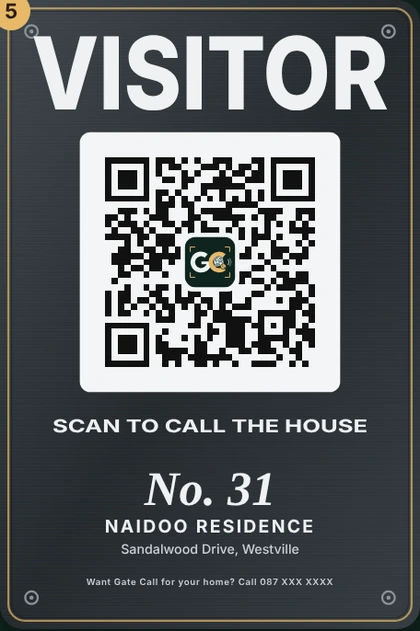 5
VISITOR
GC
SCAN TO CALL THE HOUSE
No. 31
NAIDOO RESIDENCE
Sandalwood Drive, Westville
Want Gate Call for your home? Call 087 XXX XXXX